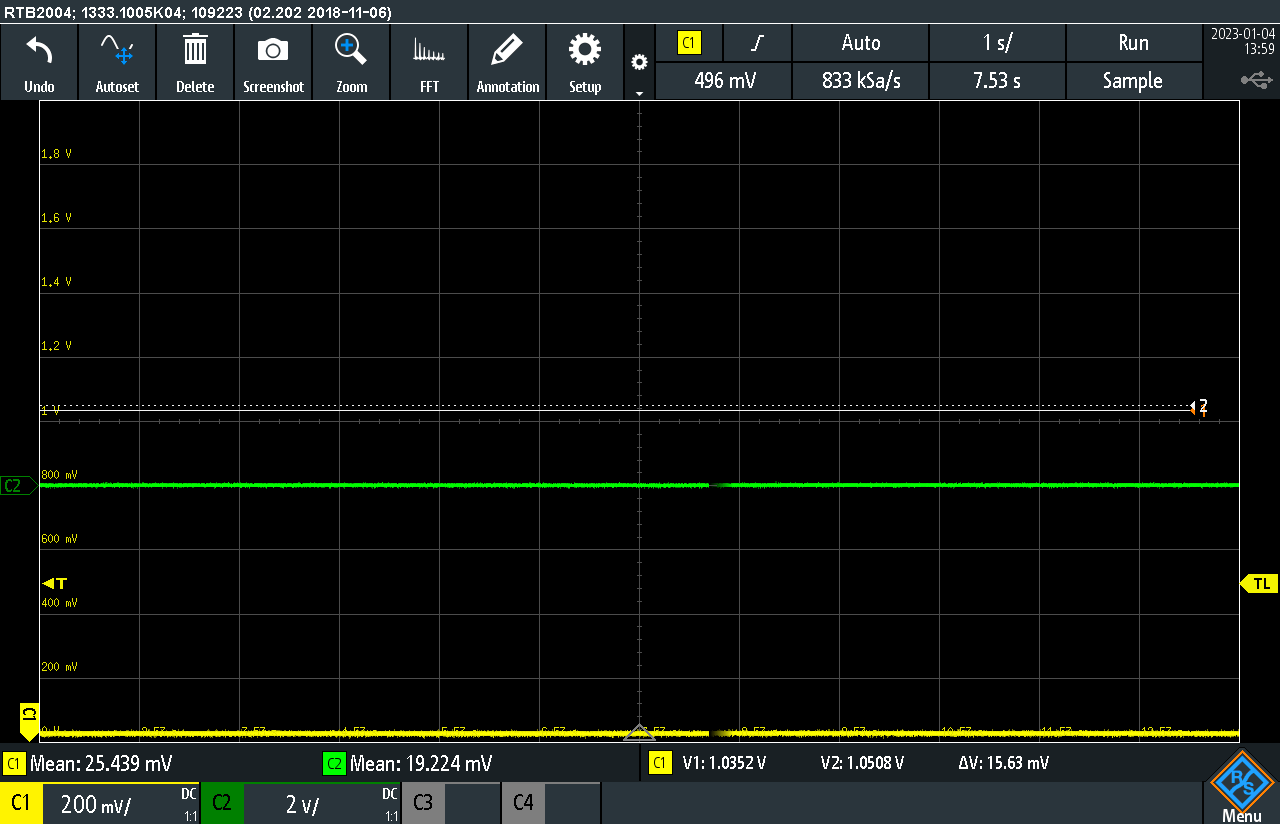 RTB2004; 1333.1005K04; 109223 (02.202 2018-11-06)
Undo Autoset Delete Screenshot Zoom FFT Annotation Setup
C1 Auto 1 s/ Run
496 mV 833 kSa/s 7.53 s Sample
2023-01-04
13:59
1.8 V
1.6 V
1.4 V
1.2 V
1 V
2
C2
800 mV
600 mV
T
TL
400 mV
200 mV
C1
C1 Mean: 25.439 mV C2 Mean: 19.224 mV C1 V1: 1.0352 V V2: 1.0508 V ΔV: 15.63 mV
C1 200 mV/ DC 1:1 C2 2 V/ DC 1:1 C3 C4
R S
Menu